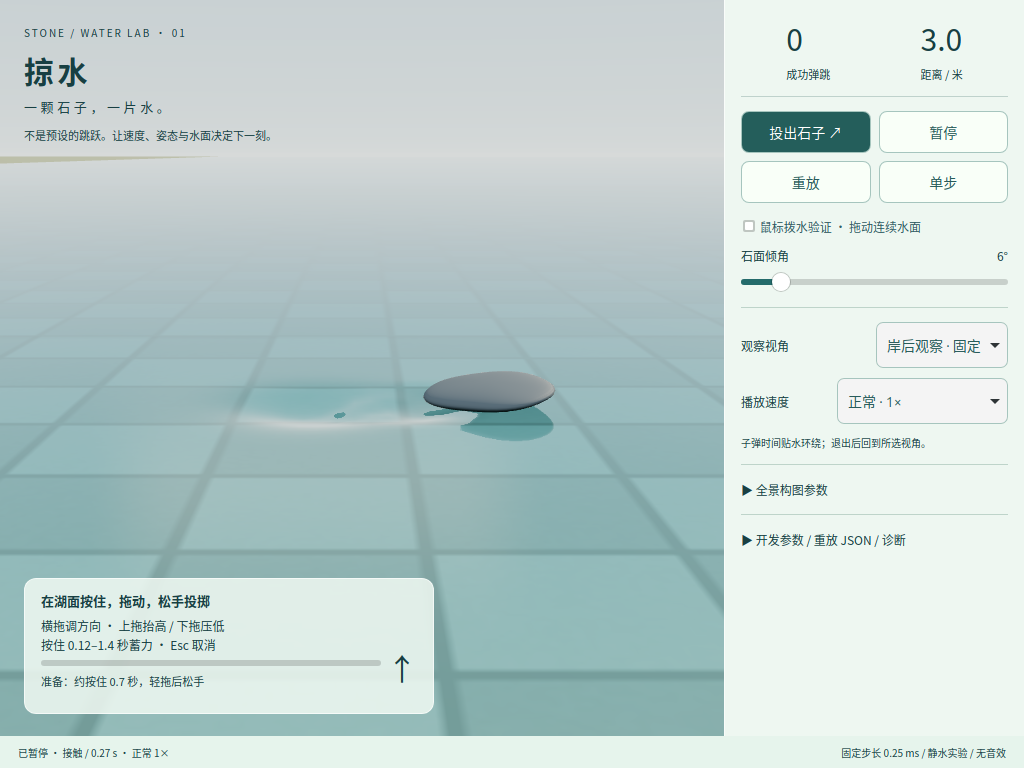 STONE / WATER LAB · 01
掠水
一颗石子，一片水。
不是预设的跳跃。让速度、姿态与水面决定下一刻。
0
3.0
成功弹跳
距离 / 米
投出石子 ↗
暂停
重放
单步
鼠标拨水验证 · 拖动连续水面
石面倾角
6°
观察视角
岸后观察 · 固定
播放速度
正常 · 1×
子弹时间贴水环绕；退出后回到所选视角。
▶ 全景构图参数
▶ 开发参数 / 重放 JSON / 诊断
在湖面按住，拖动，松手投掷
横拖调方向 · 上拖抬高 / 下拖压低
按住 0.12–1.4 秒蓄力 · Esc 取消
↑
准备：约按住 0.7 秒，轻拖后松手
已暂停 · 接触 / 0.27 s · 正常 1×
固定步长 0.25 ms / 静水实验 / 无音效